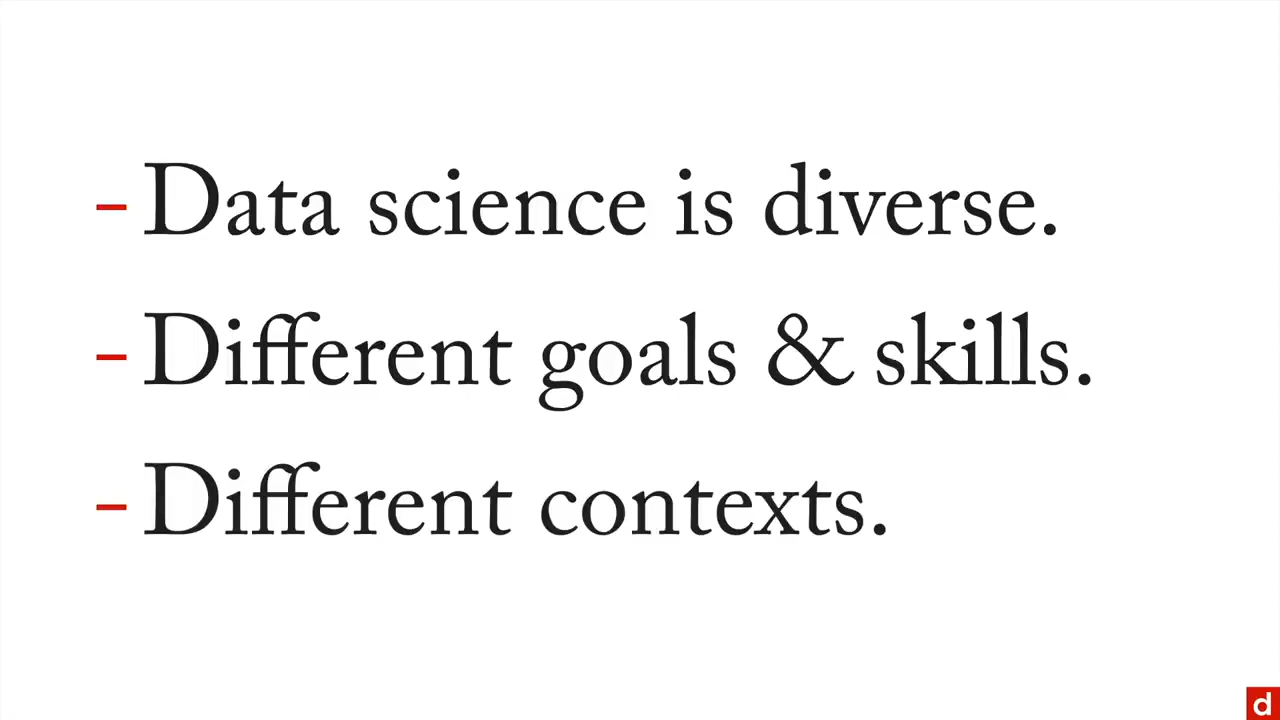 - Data science is diverse.
- Different goals & skills.
- Different contexts.
d